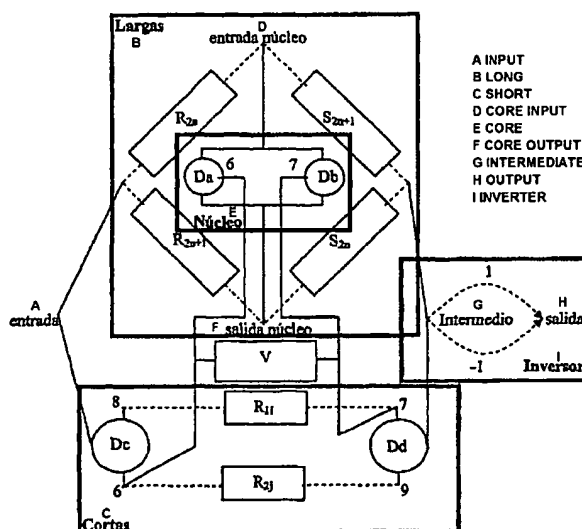 Largas
B
D
entrada núcleo
R2n
S2n+1
6
7
Da
Db
E
Núcleo
R2n+1
S2n
A
entrada
F salida núcleo
V
8
R1i
7
Dc
Dd
6
R2j
9
C
Cortas
1
G
Intermedio
H
salida
-1
I
Inversor
A INPUT
B LONG
C SHORT
D CORE INPUT
E CORE
F CORE OUTPUT
G INTERMEDIATE
H OUTPUT
I INVERTER